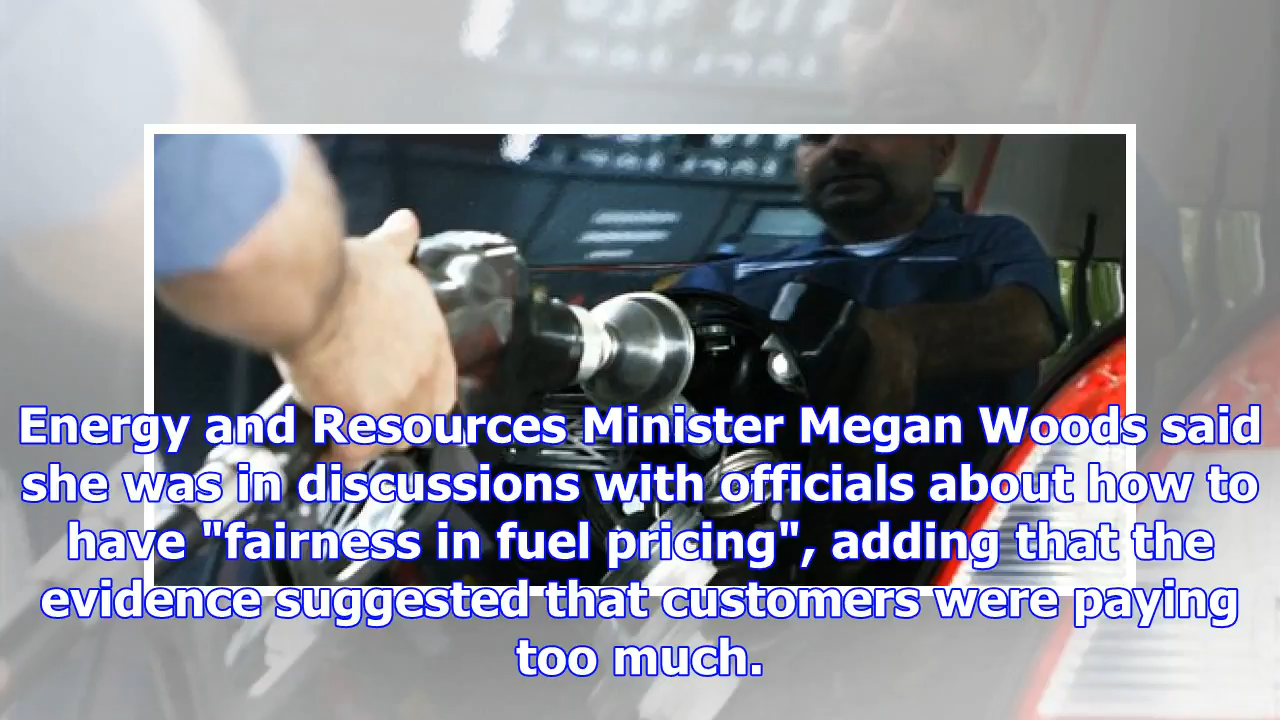 Energy and Resources Minister Megan Woods said
she was in discussions with officials about how to
have "fairness in fuel pricing", adding that the
evidence suggested that customers were paying
too much.